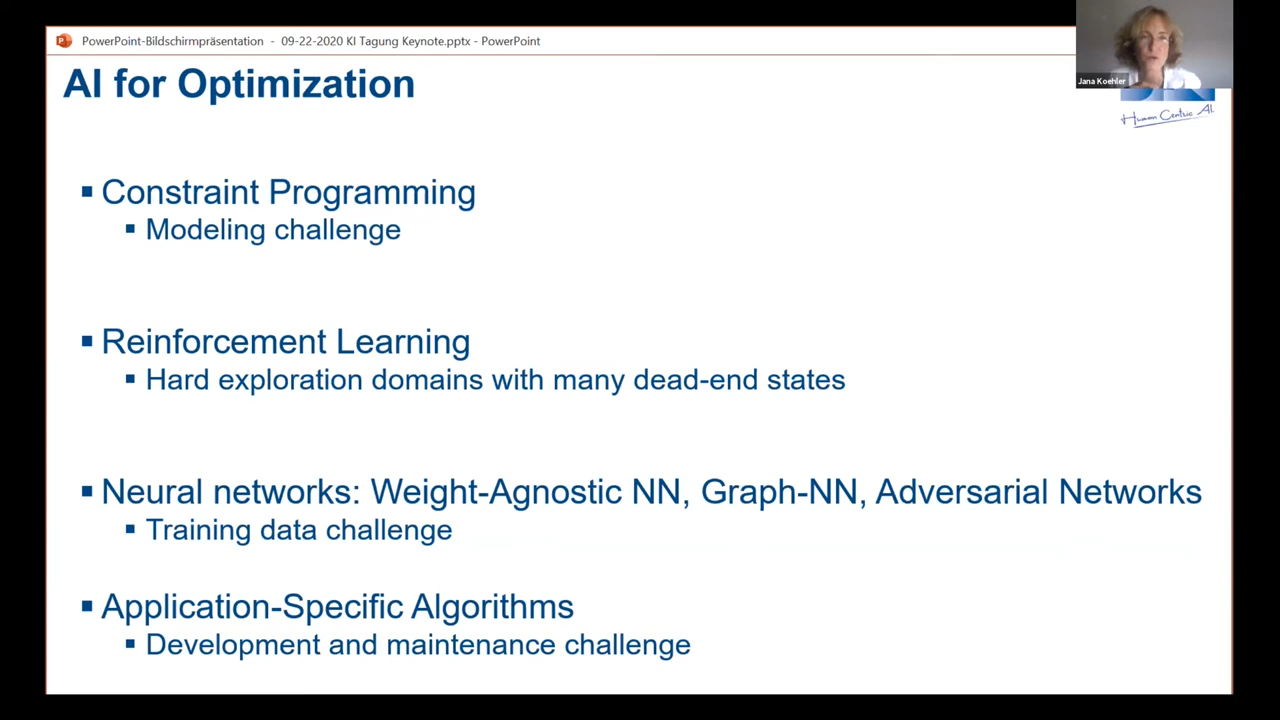 PowerPoint-Bildschirmpräsentation - 09-22-2020 KI Tagung Keynote.pptx - PowerPoint
Jana Koehler
AI for Optimization
Human Centric AI.
▪ Constraint Programming
▪ Modeling challenge
▪ Reinforcement Learning
▪ Hard exploration domains with many dead-end states
▪ Neural networks: Weight-Agnostic NN, Graph-NN, Adversarial Networks
▪ Training data challenge
▪ Application-Specific Algorithms
▪ Development and maintenance challenge